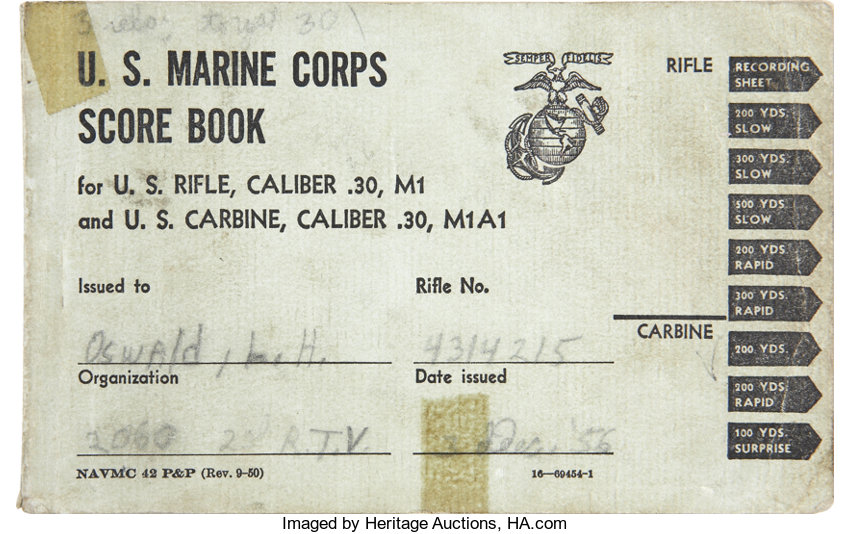 30
U. S. MARINE CORPS
SCORE BOOK
for U. S. RIFLE, CALIBER .30, M1
and U. S. CARBINE, CALIBER .30, M1A1
SEMPER FIDELIS
Issued to
Oswald, L. H.
Rifle No.
4314215
Organization
2060 R.T.V.
Date issued
'56
NAVMC 42 P&P (Rev. 9-50)
16—69454-1
RIFLE
RECORDING
SHEET
200 YDS.
SLOW
300 YDS.
SLOW
500 YDS.
SLOW
200 YDS.
RAPID
300 YDS.
RAPID
CARBINE
200 YDS.
200 YDS.
RAPID
100 YDS.
SURPRISE
Imaged by Heritage Auctions, HA.com